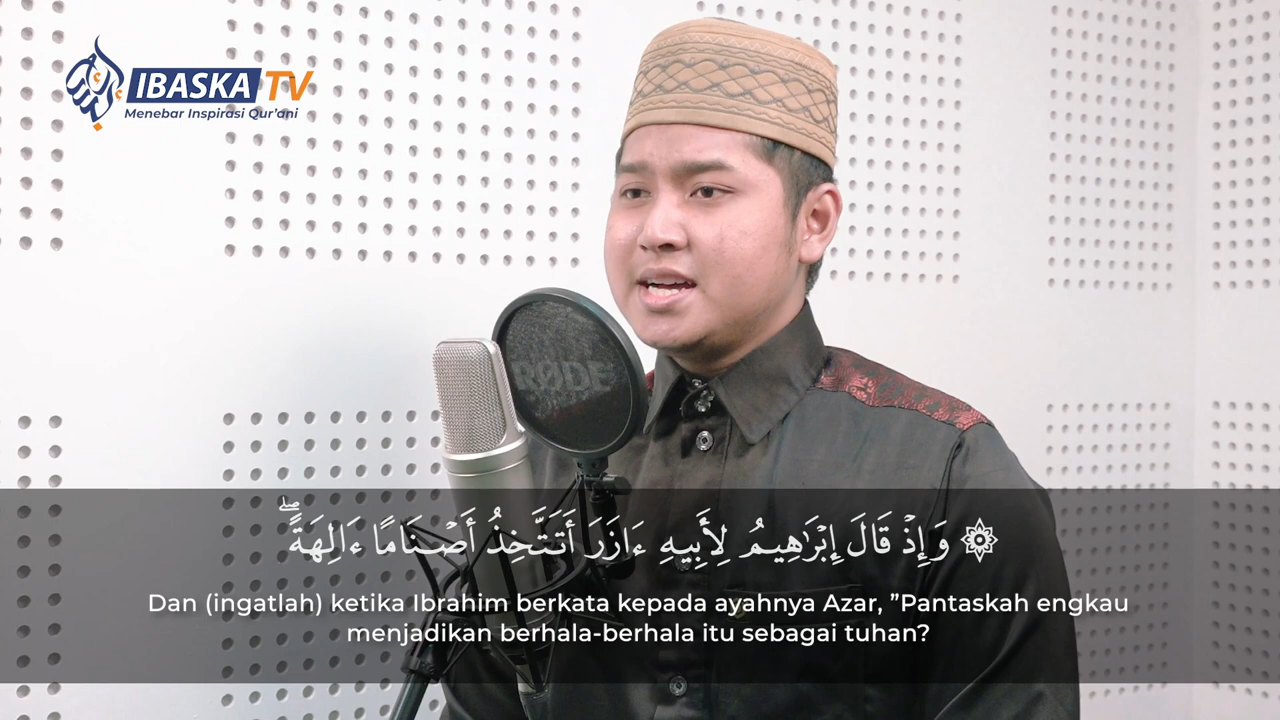 IBASKA TV
Menebar Inspirasi Qur'ani
RØDE
۞ وَإِذۡ قَالَ إِبۡرَٰهِيمُ لِأَبِيهِ ءَازَرَ أَتَتَّخِذُ أَصۡنَامًا ءَالِهَةًۖ
Dan (ingatlah) ketika Ibrahim berkata kepada ayahnya Azar, ”Pantaskah engkau
menjadikan berhala-berhala itu sebagai tuhan?